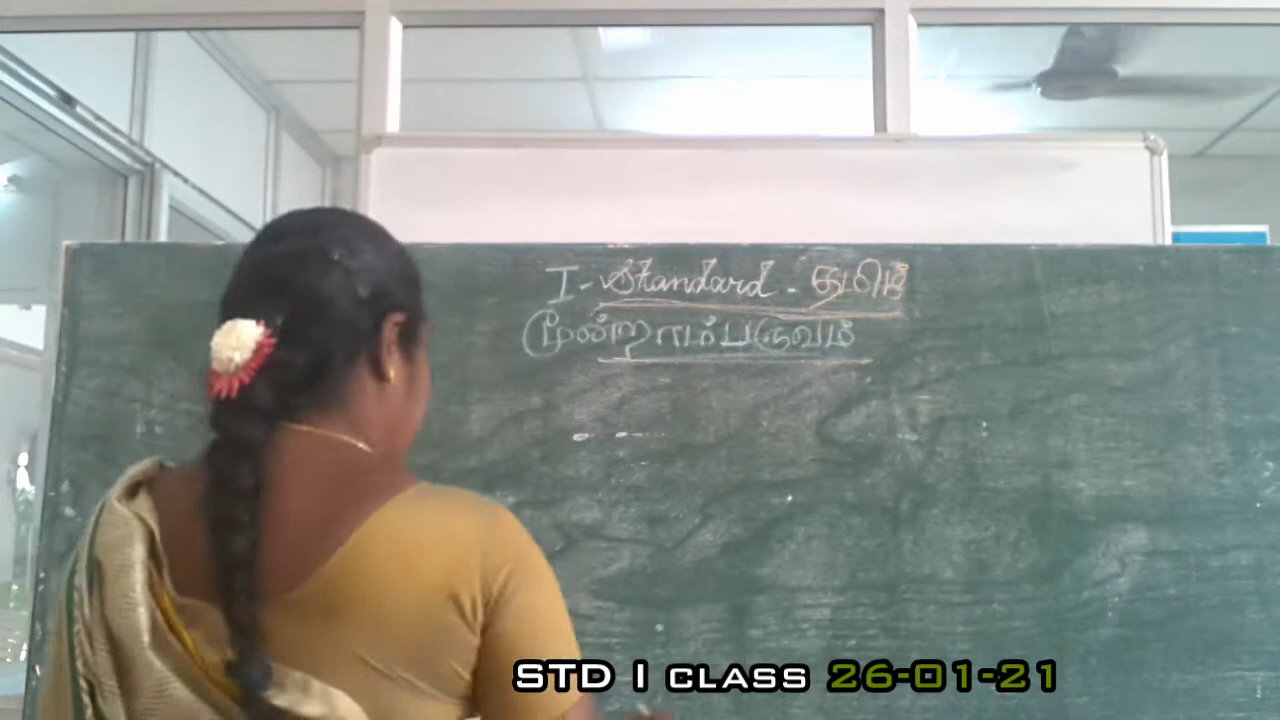 I - Standard - தமிழ்
மூன்றாம் பருவம்
STD I CLASS 26-01-21